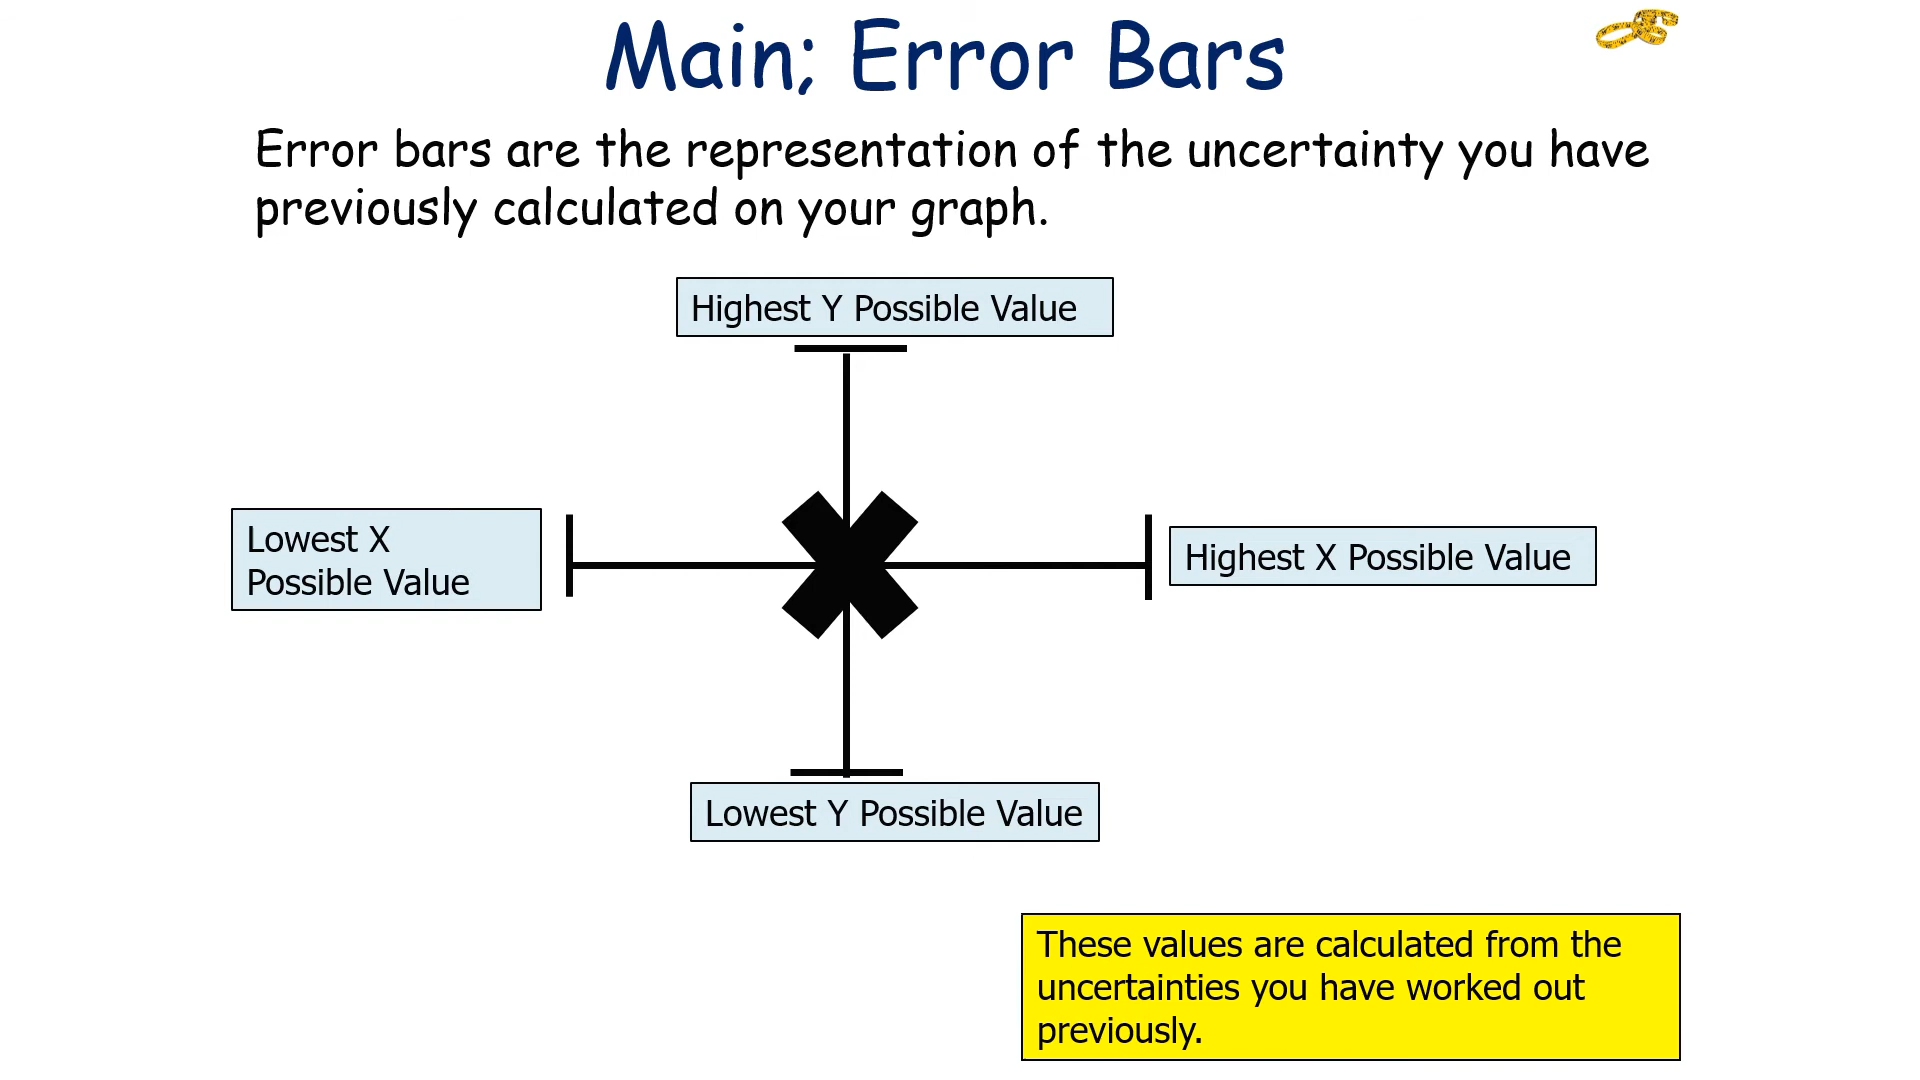 Main; Error Bars
Error bars are the representation of the uncertainty you have
previously calculated on your graph.
Highest Y Possible Value
Lowest X
Possible Value
Highest X Possible Value
Lowest Y Possible Value
These values are calculated from the
uncertainties you have worked out
previously.